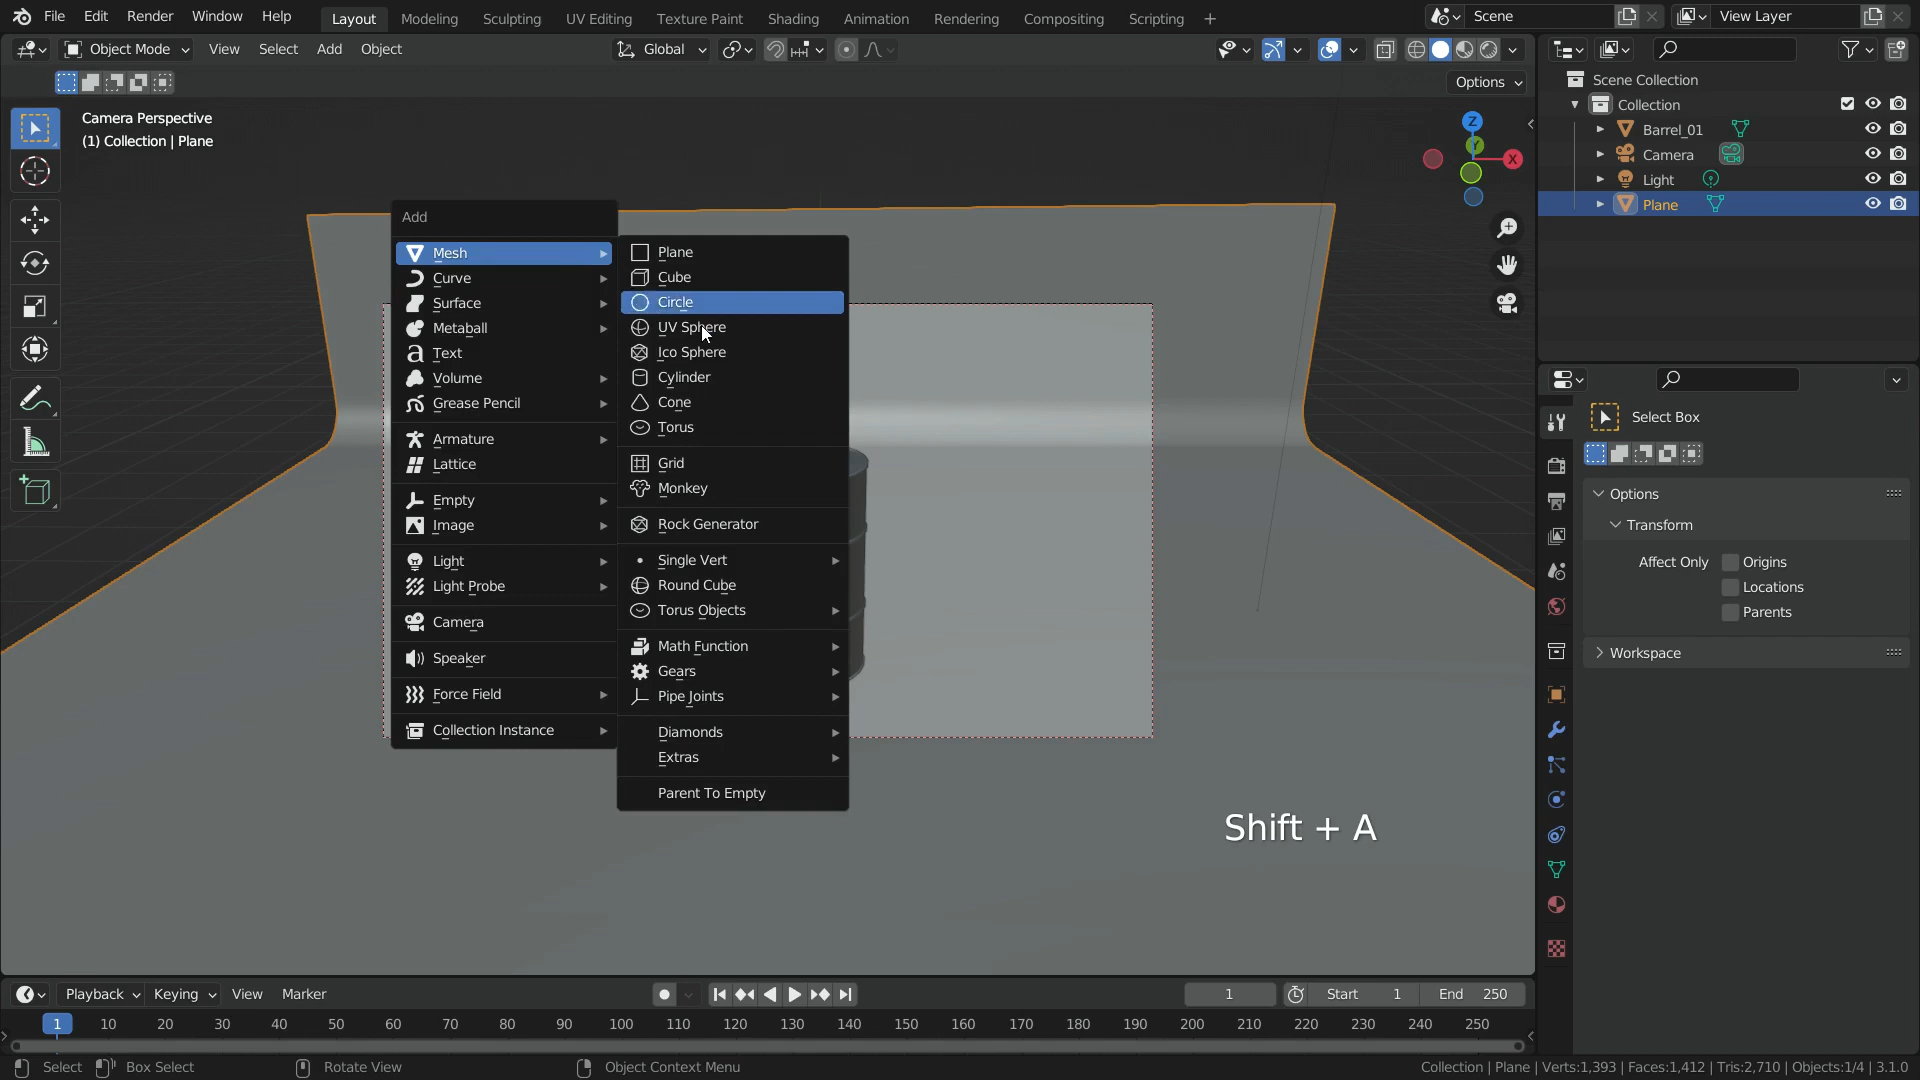 File Edit Render Window Help
Layout Modeling Sculpting UV Editing Texture Paint Shading Animation Rendering Compositing Scripting +
Scene
View Layer
Object Mode View Select Add Object
Global
Options
Camera Perspective
(1) Collection | Plane
Z
Y
X
Add
Mesh
Curve
Surface
Metaball
Text
Volume
Grease Pencil
Armature
Lattice
Empty
Image
Light
Light Probe
Camera
Speaker
Force Field
Collection Instance
Plane
Cube
Circle
UV Sphere
Ico Sphere
Cylinder
Cone
Torus
Grid
Monkey
Rock Generator
Single Vert
Round Cube
Torus Objects
Math Function
Gears
Pipe Joints
Diamonds
Extras
Parent To Empty
Shift + A
Scene Collection
Collection
Barrel_01
Camera
Light
Plane
Select Box
Options
Transform
Affect Only Origins
Locations
Parents
Workspace
Playback Keying View Marker
1 Start 1 End 250
1 10 20 30 40 50 60 70 80 90 100 110 120 130 140 150 160 170 180 190 200 210 220 230 240 250
Select Box Select Rotate View Object Context Menu
Collection | Plane | Verts:1,393 | Faces:1,412 | Tris:2,710 | Objects:1/4 | 3.1.0